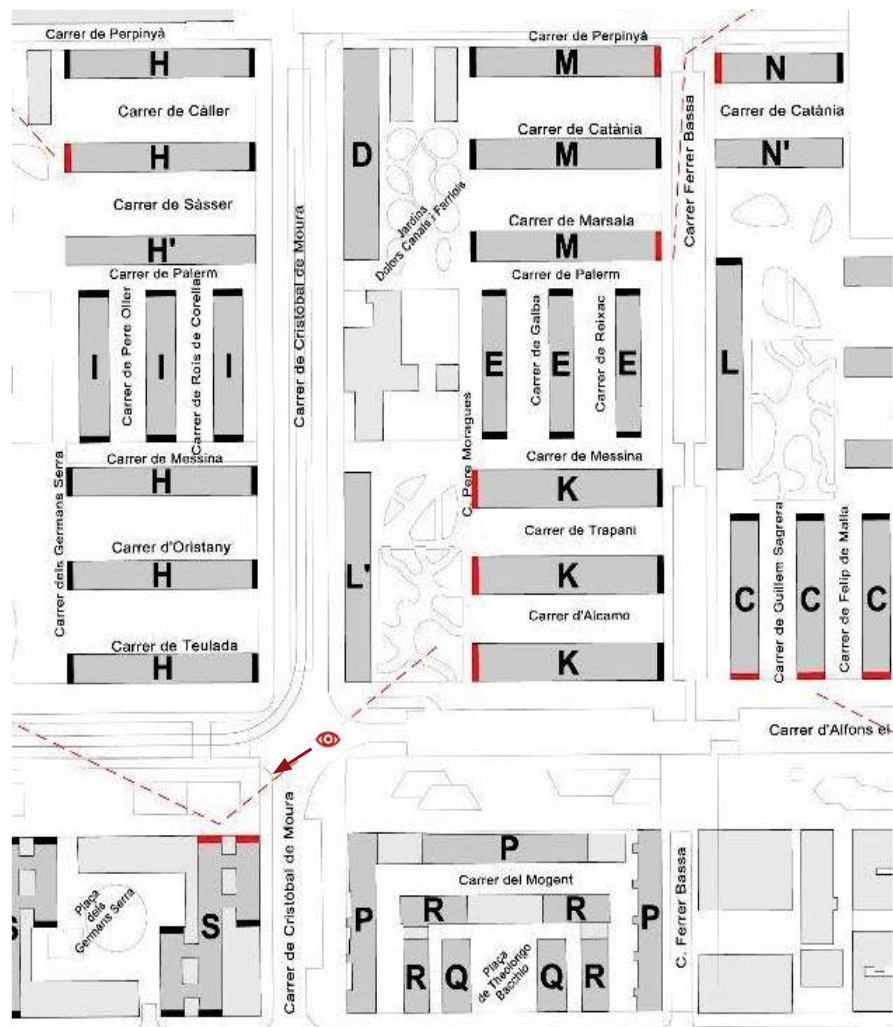 Carrer de Perpinyà
Carrer de Perpinyà
H
M
N
Carrer de Càller
Carrer de Catània
Carrer de Catània
D
H
M
N'
Carrer Ferrer Bassa
Carrer de Sàsser
Jardins
Dolors Canals i Farriols
Carrer de Marsala
H'
M
Carrer de Palerm
Carrer de Palerm
Carrer de Cristóbal de Moura
I
Carrer de Pere Olier
I
Carrer de Rois de Corella
I
E
Carrer de Galba
E
Carrer de Reixac
E
L
C. Pere Moragues
Carrer de Messina
Carrer de Messina
H
K
Carrer dels Germans Serra
Carrer d'Oristany
Carrer de Trapani
H
L'
K
C
Carrer de Guillem Sagrera
C
Carrer de Felip de Malla
C
Carrer de Teulada
Carrer d'Alcamo
H
K
Carrer d'Alfons el
Carrer de Cristóbal de Moura
P
Carrer del Mogent
S
Plaça
dels
Germans Serra
S
P
R
R
P
C. Ferrer Bassa
R
Q
Plaça
de Theolongo
Bacchio
Q
R